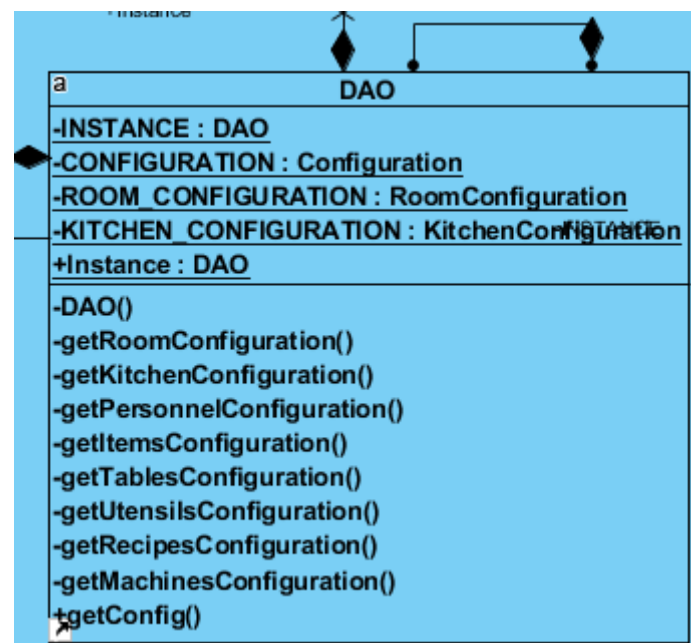 -Instance
a
DAO
-INSTANCE : DAO
-CONFIGURATION : Configuration
-ROOM_CONFIGURATION : RoomConfiguration
-KITCHEN_CONFIGURATION : KitchenConfiguration
-INSTANCE
+Instance : DAO
-DAO()
-getRoomConfiguration()
-getKitchenConfiguration()
-getPersonnelConfiguration()
-getItemsConfiguration()
-getTablesConfiguration()
-getUtensilsConfiguration()
-getRecipesConfiguration()
-getMachinesConfiguration()
+getConfig()